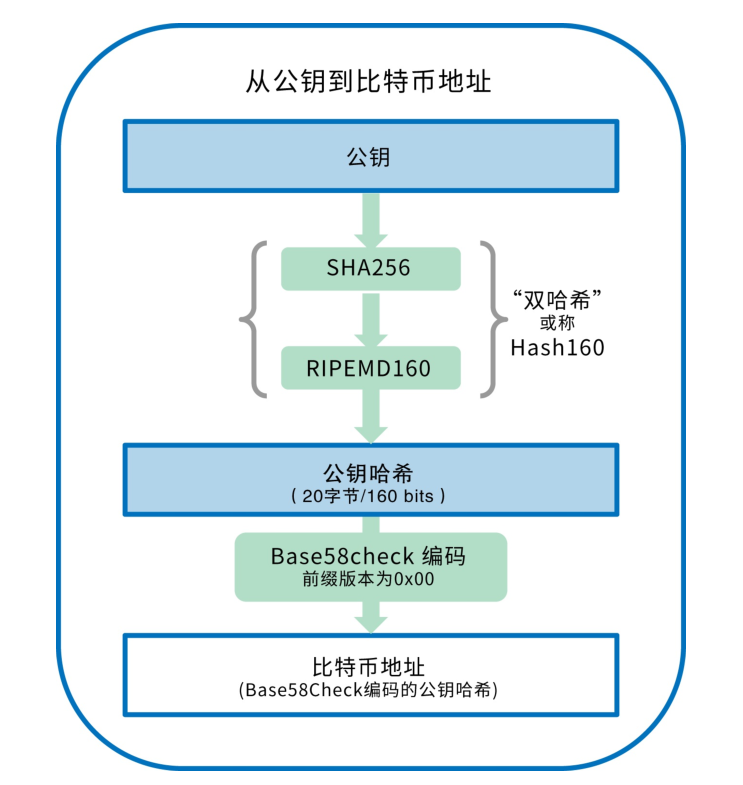 从公钥到比特币地址
公钥
SHA256
“双哈希”
或称
Hash160
RIPEMD160
公钥哈希
(20字节/160 bits)
Base58check 编码
前缀版本为0x00
比特币地址
(Base58Check编码的公钥哈希)